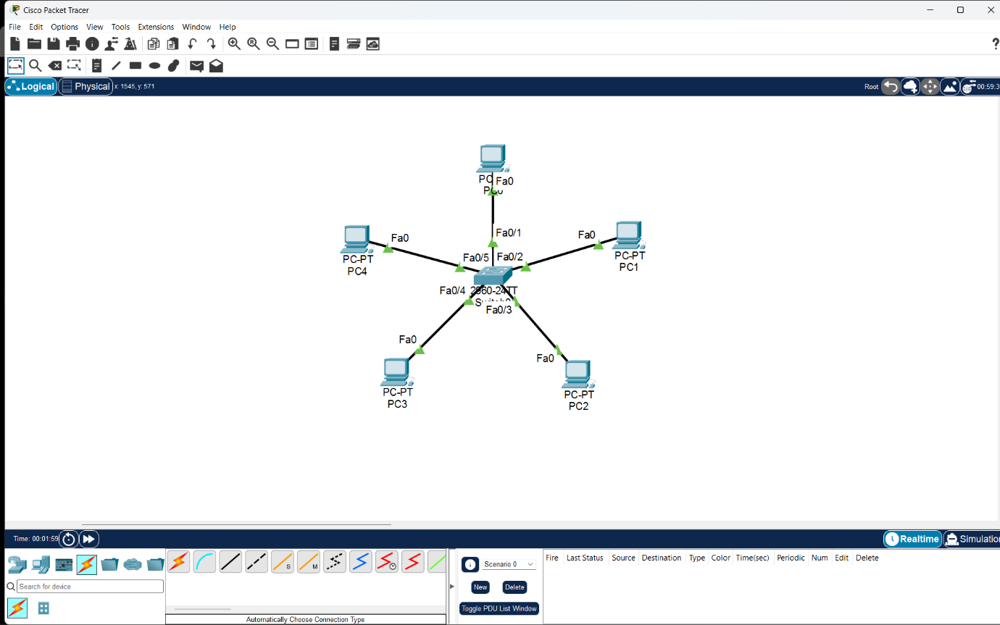 Cisco Packet Tracer
File Edit Options View Tools Extensions Window Help
?
Logical Physical x: 1545, y: 571 Root 00:59:3
Fa0
Fa0/1
PC-PT
PC4
Fa0
Fa0
PC-PT
PC1
Fa0/5 Fa0/2
Fa0/4 2960-24TT
Fa0/3
Fa0
PC-PT
PC3
Fa0
PC-PT
PC2
Time: 00:01:59 Realtime Simulation
Search for device
S M
Automatically Choose Connection Type
Scenario 0
New Delete
Toggle PDU List Window
Fire Last Status Source Destination Type Color Time(sec) Periodic Num Edit Delete